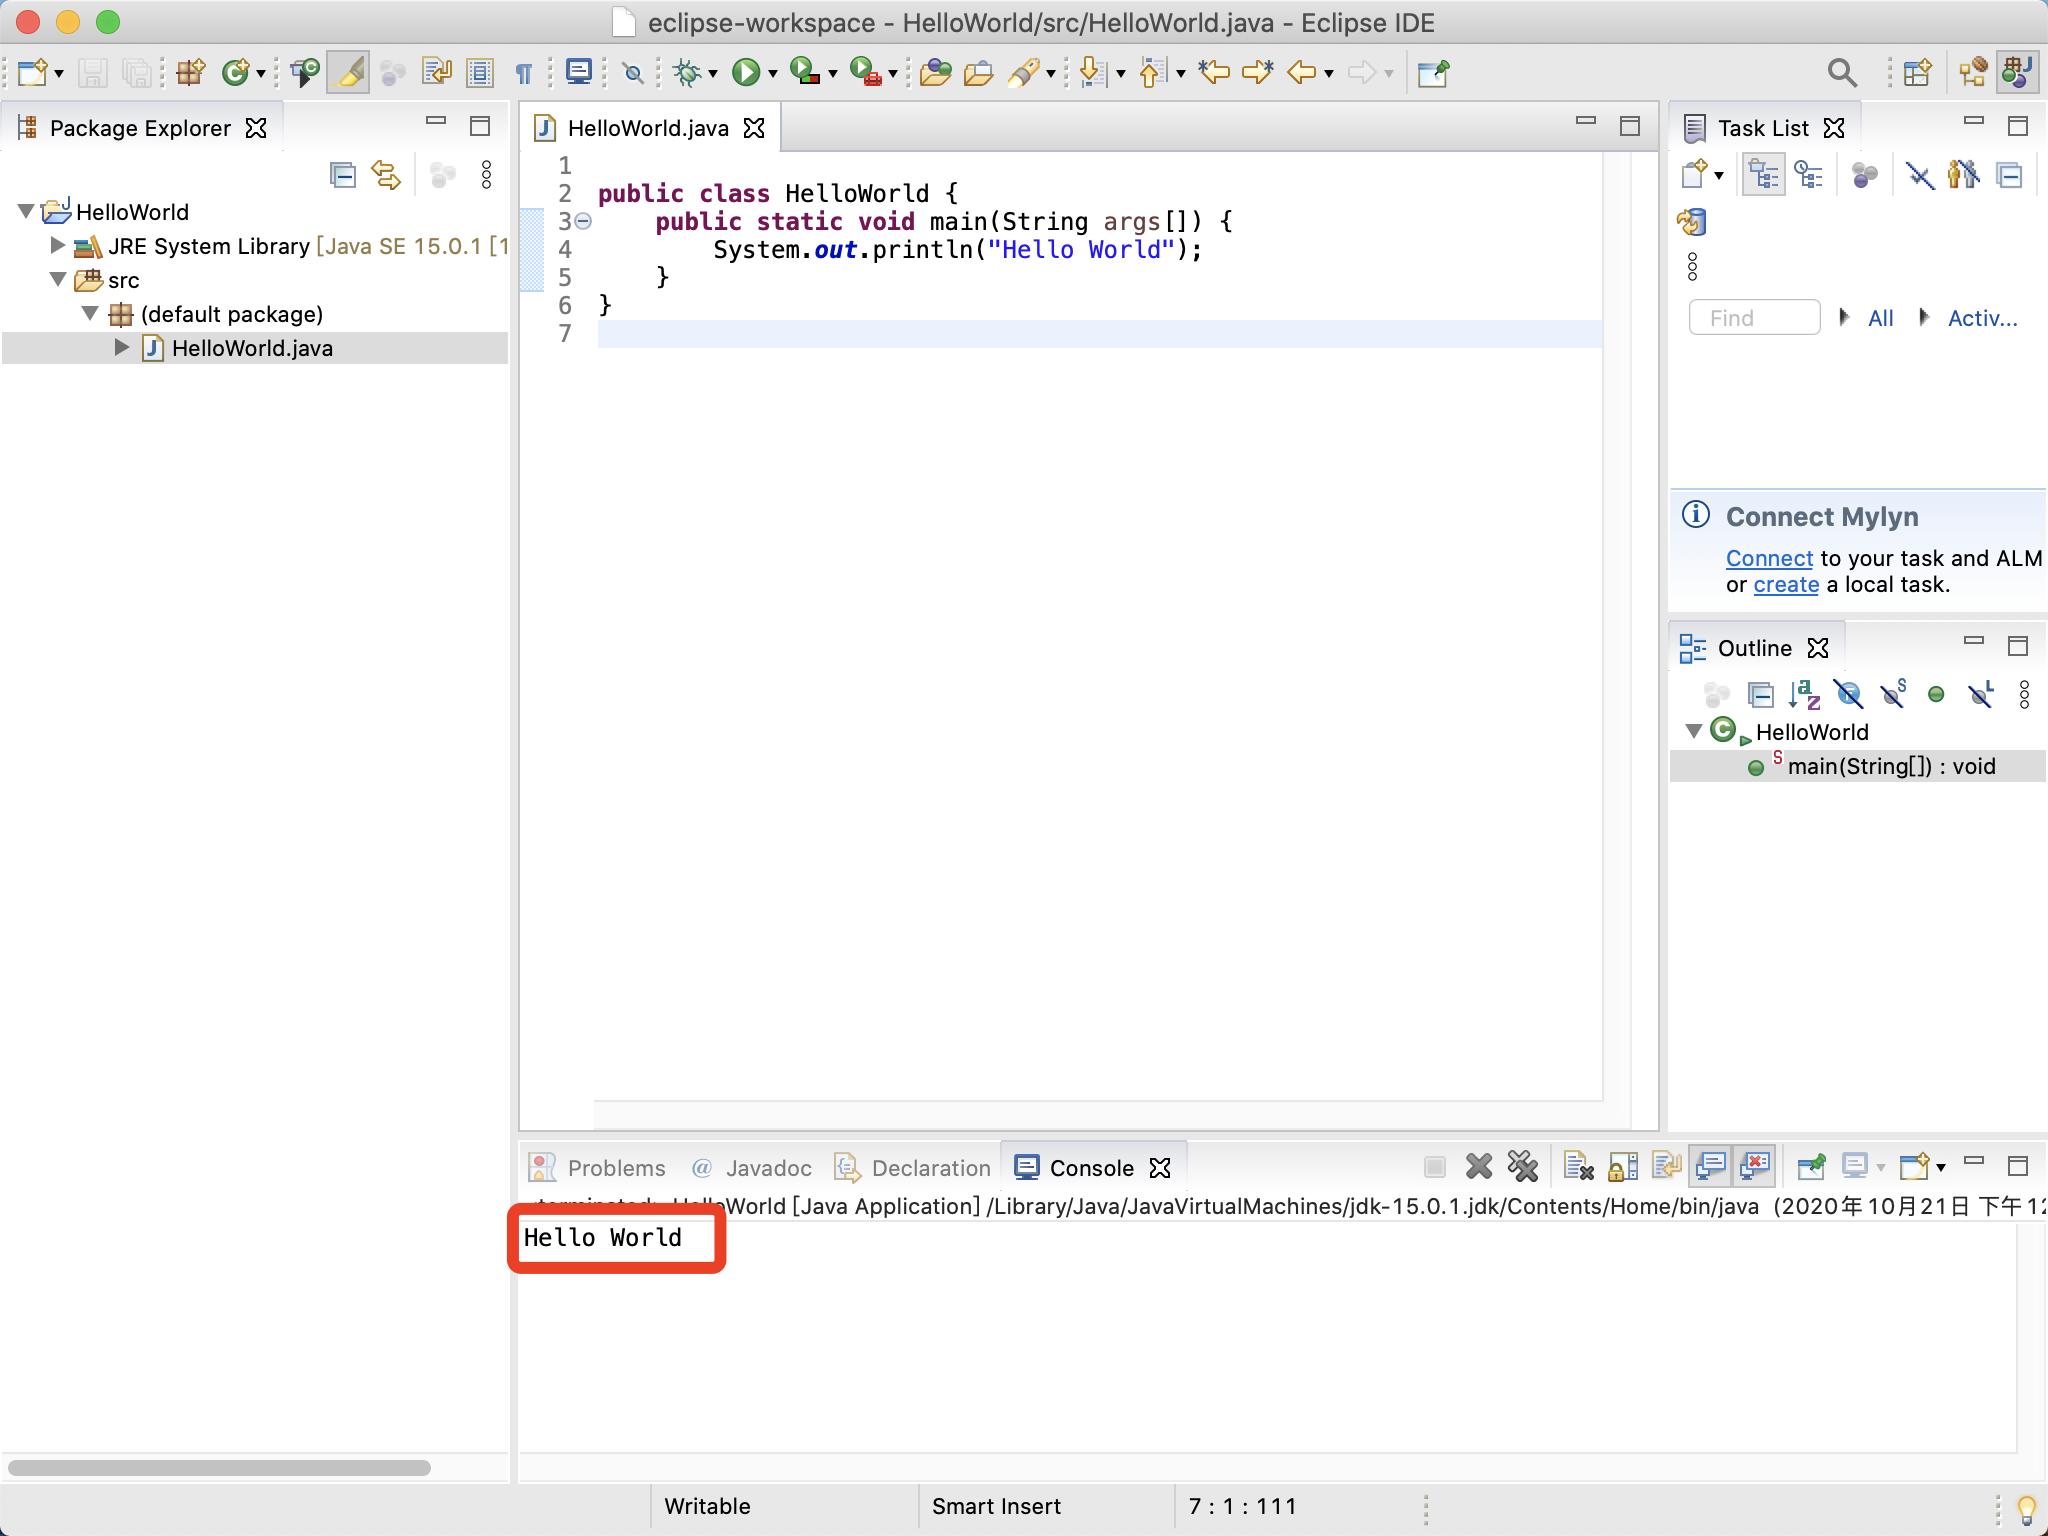 eclipse-workspace - HelloWorld/src/HelloWorld.java - Eclipse IDE
Package Explorer
HelloWorld
JRE System Library [Java SE 15.0.1 [1
src
(default package)
HelloWorld.java
HelloWorld.java
1
2 public class HelloWorld {
3 public static void main(String args[]) {
4 System.out.println("Hello World");
5 }
6 }
7
Task List
Find
All
Activ...
Connect Mylyn
Connect to your task and ALM
or create a local task.
Outline
HelloWorld
main(String[]) : void
Problems
Javadoc
Declaration
Console
HelloWorld [Java Application] /Library/Java/JavaVirtualMachines/jdk-15.0.1.jdk/Contents/Home/bin/java (2020年10月21日 下午12
Hello World
Writable
Smart Insert
7 : 1 : 111